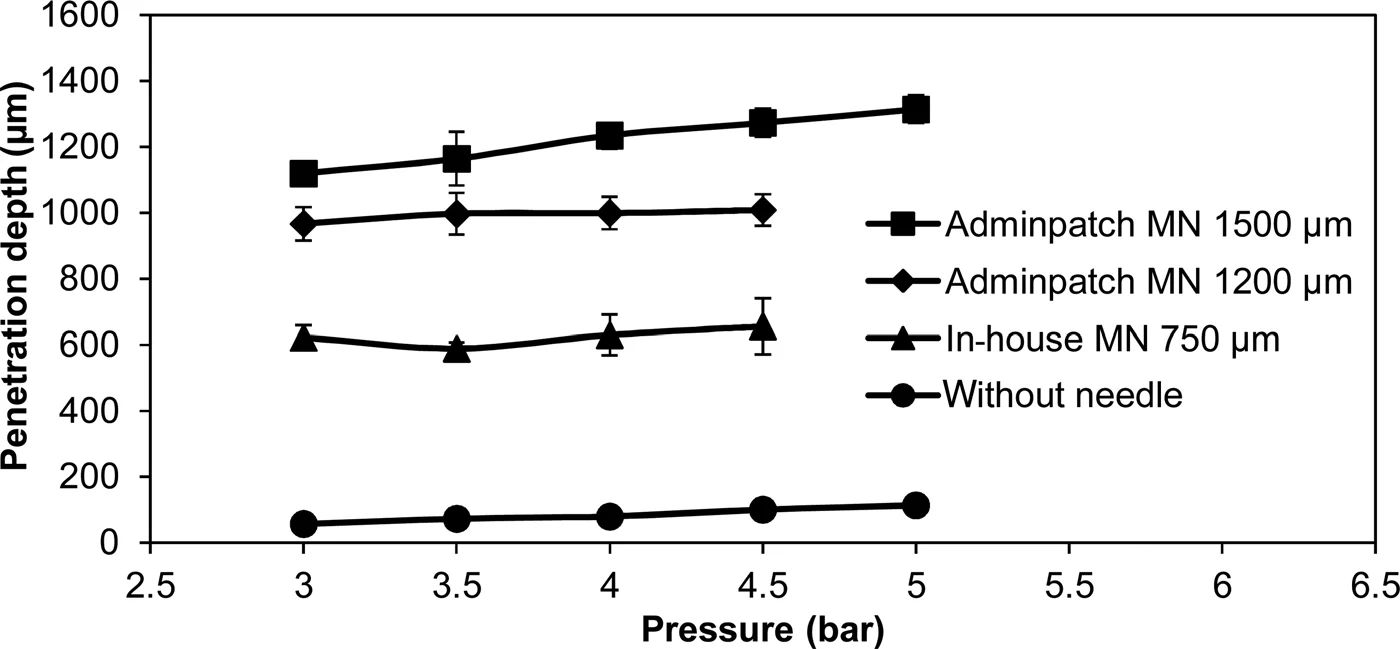 1600
1400
1200
1000
800
600
400
200
0
Penetration depth (µm)
Adminpatch MN 1500 µm
Adminpatch MN 1200 µm
In-house MN 750 µm
Without needle
2.5 3 3.5 4 4.5 5 5.5 6 6.5
Pressure (bar)